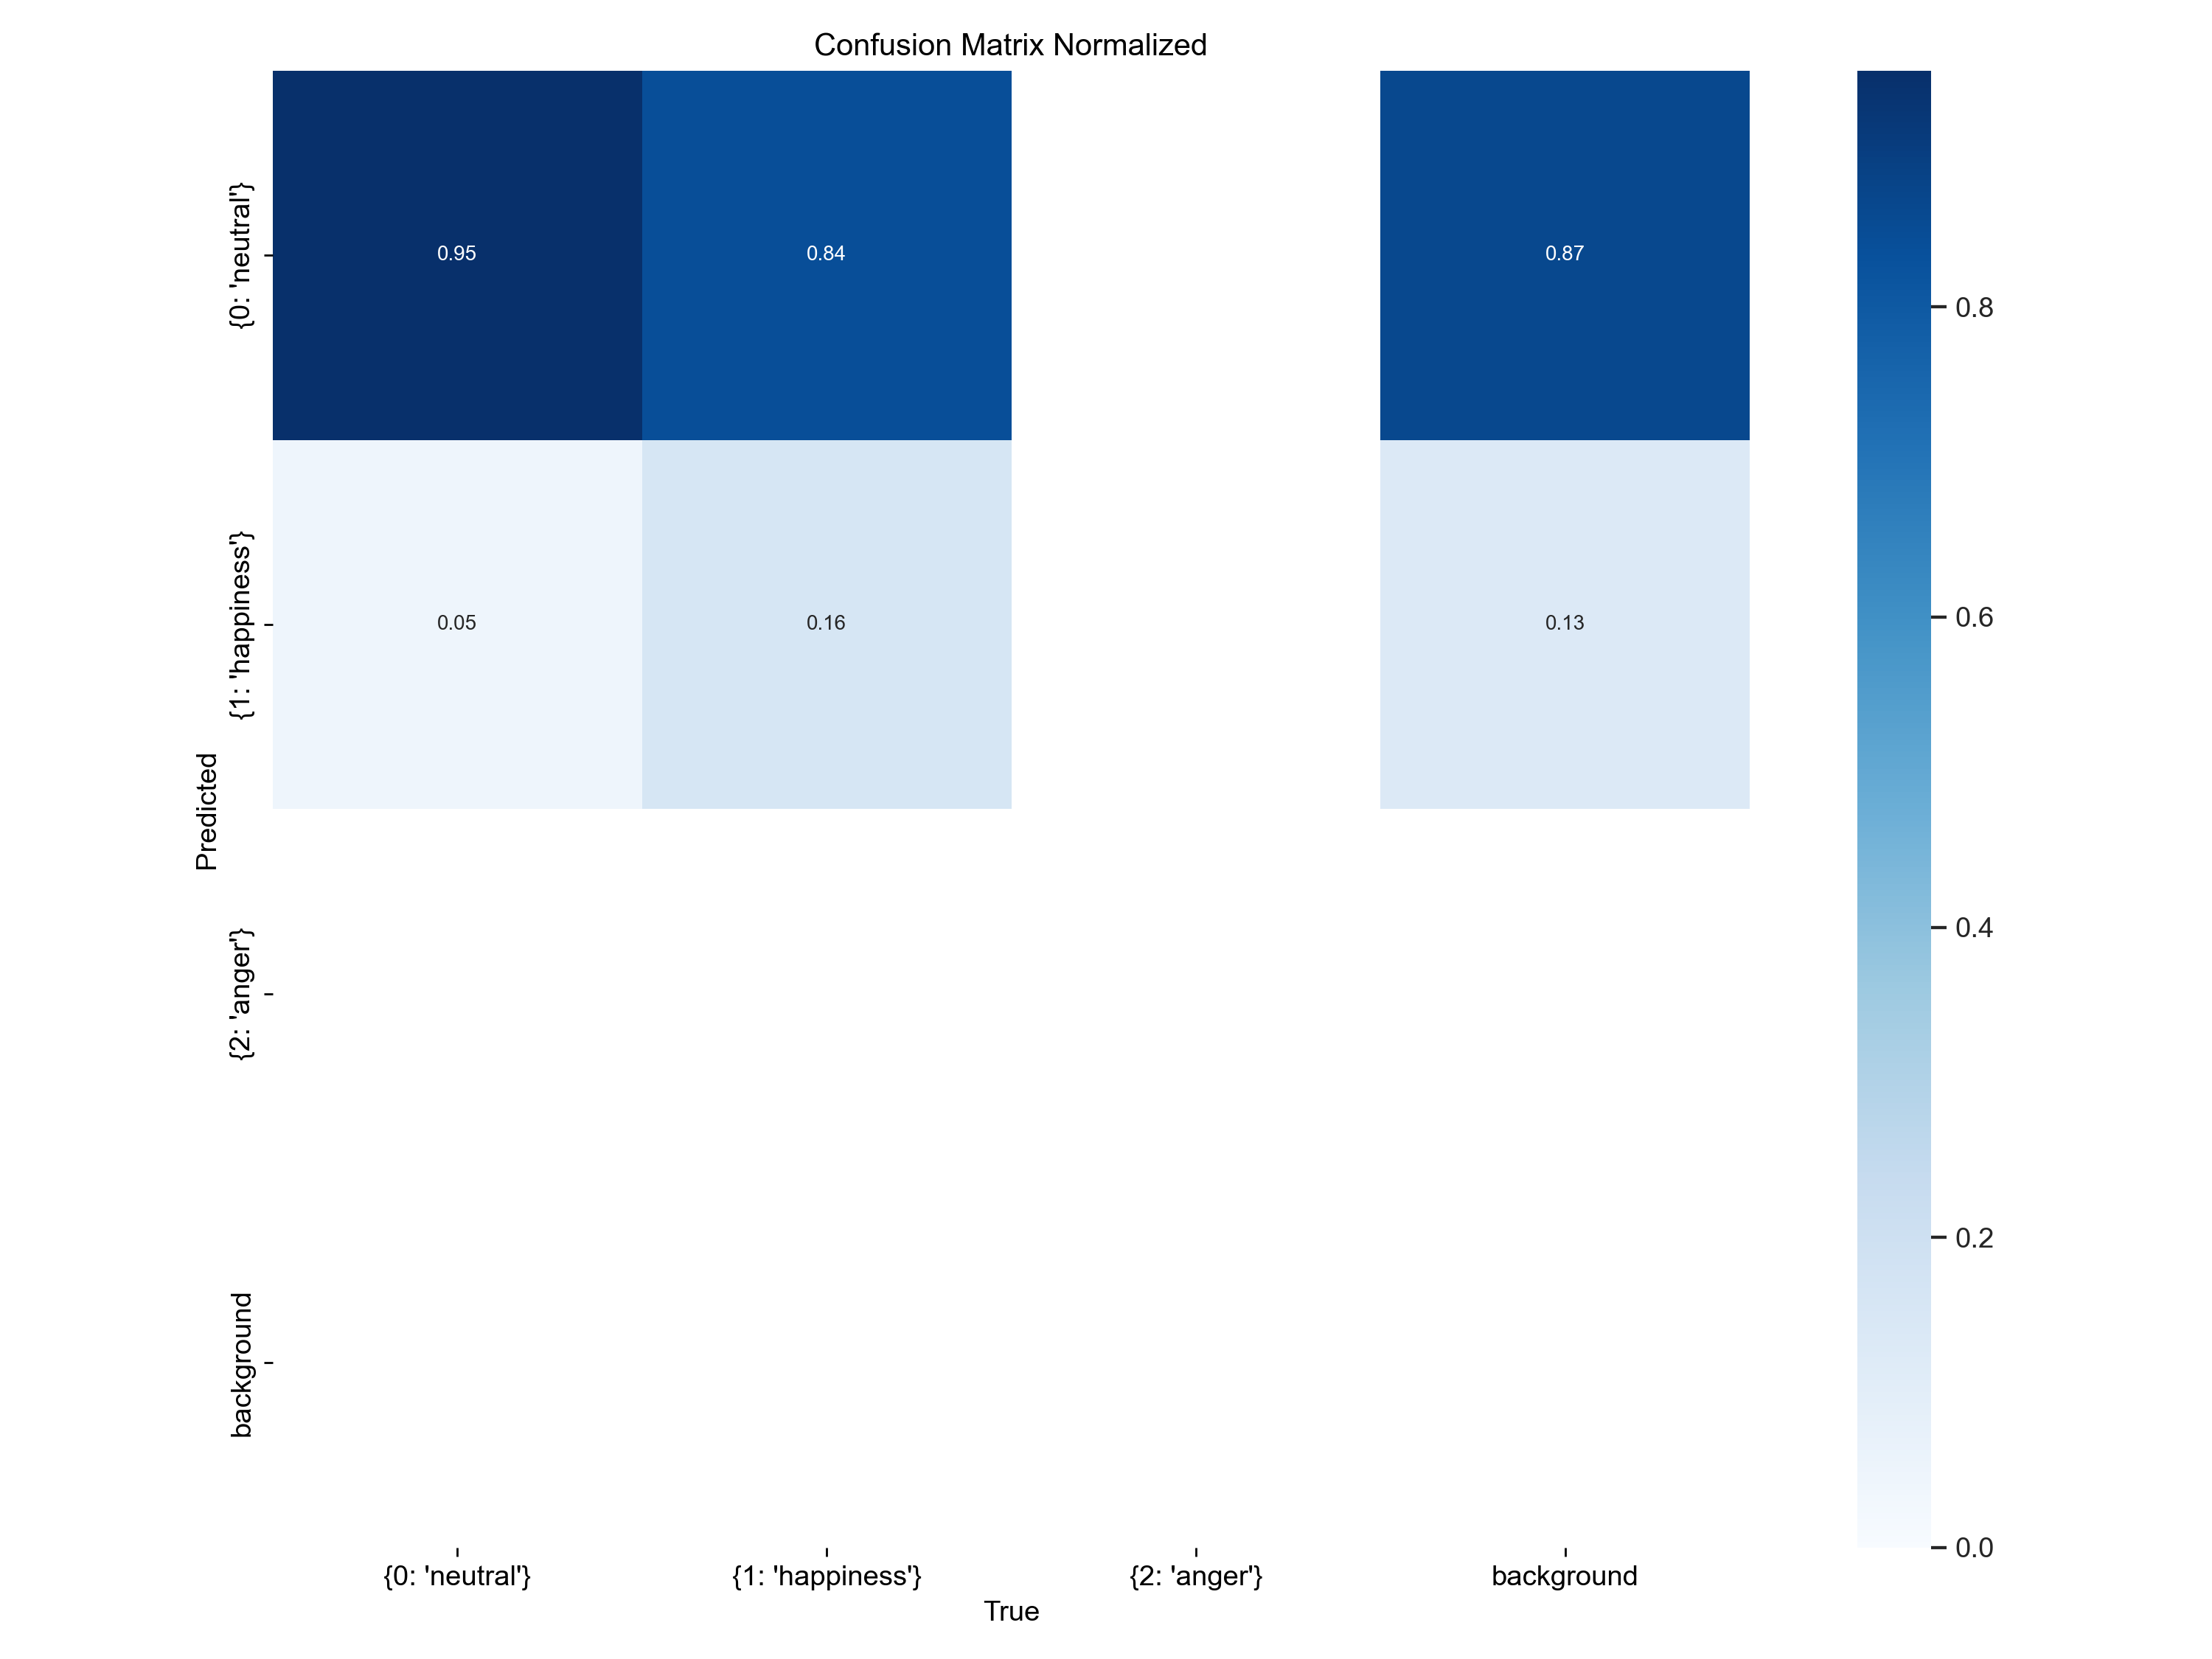 Confusion Matrix Normalized
Predicted
{0: 'neutral'}
{1: 'happiness'}
{2: 'anger'}
background
0.95 0.84 0.87
0.05 0.16 0.13
{0: 'neutral'} {1: 'happiness'} {2: 'anger'} background
True
0.8
0.6
0.4
0.2
0.0